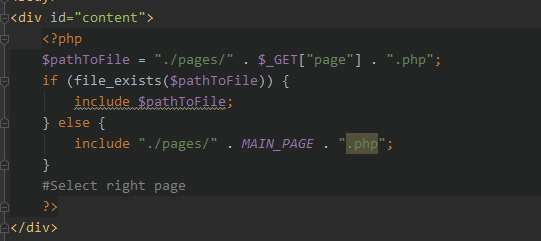 <div id="content">
<?php
$pathToFile = "./pages/" . $_GET["page"] . ".php";
if (file_exists($pathToFile)) {
include $pathToFile;
} else {
include "./pages/" . MAIN_PAGE . ".php";
}
#Select right page
?>
</div>